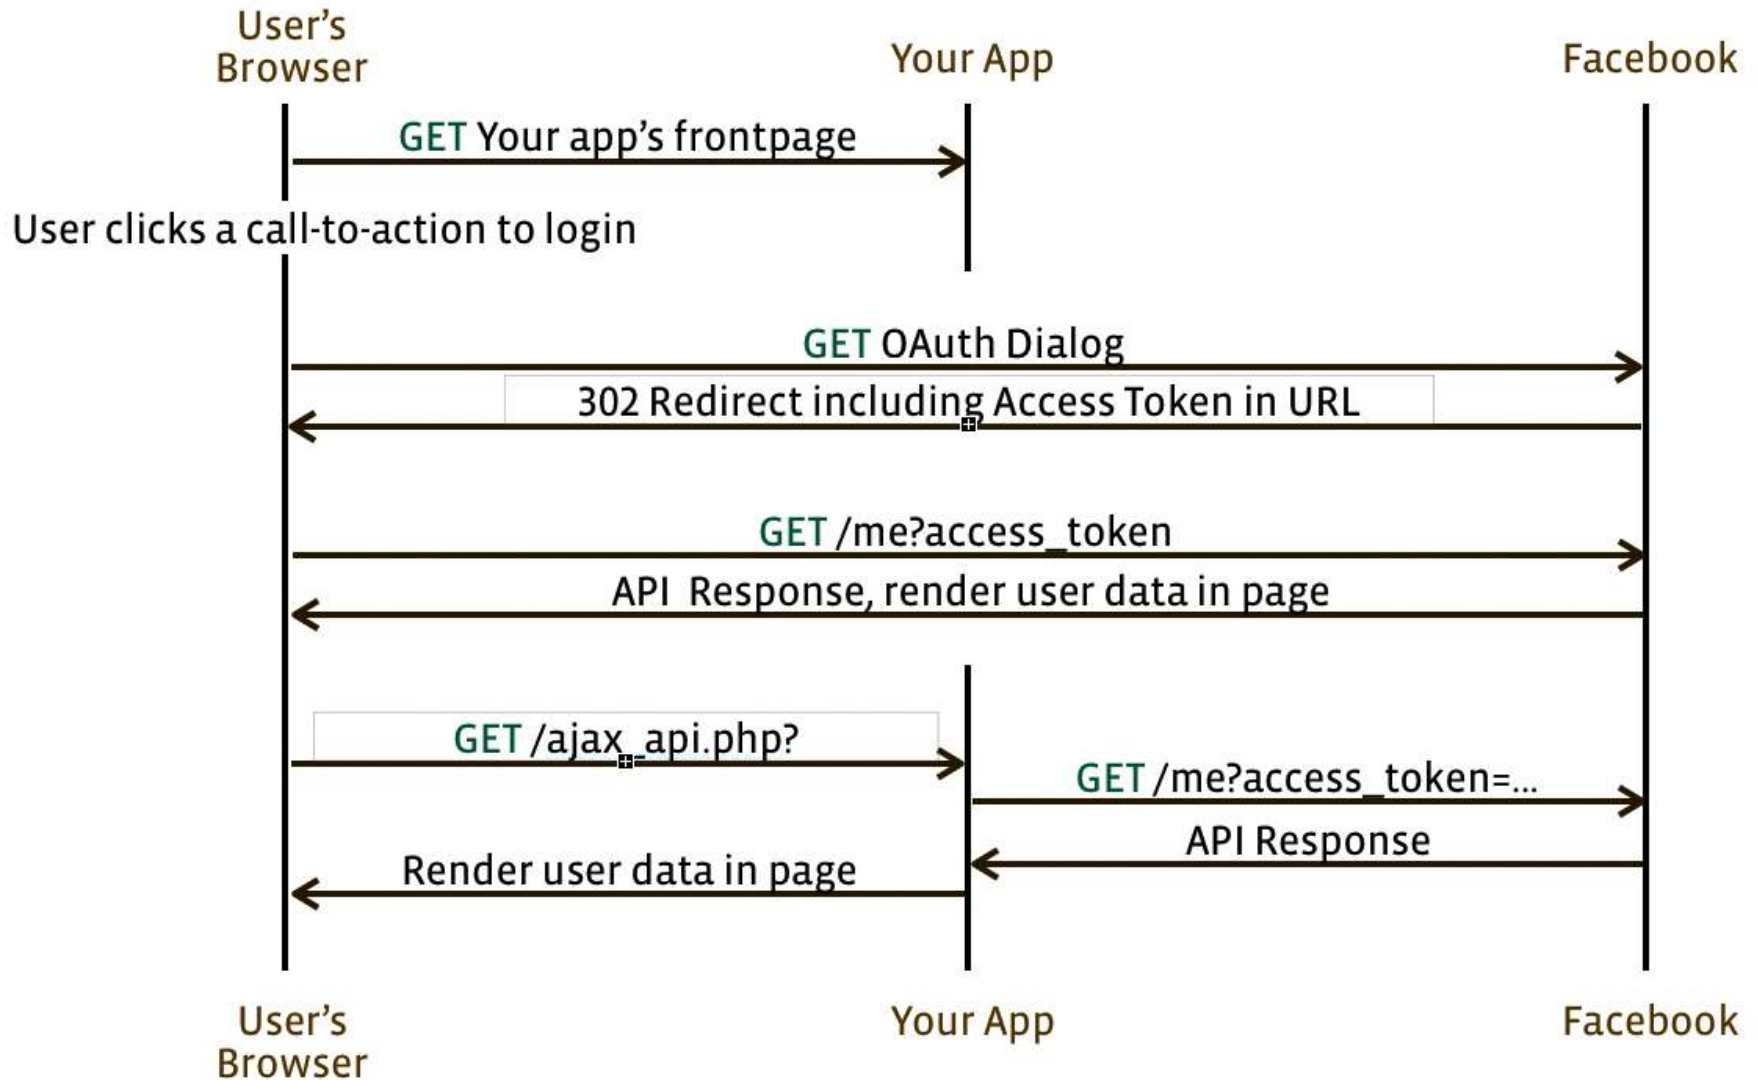 User's
Browser
Your App
Facebook
GET Your app's frontpage
User clicks a call-to-action to login
GET OAuth Dialog
302 Redirect including Access Token in URL
GET /me?access_token
API  Response, render user data in page
GET /ajax_api.php?
GET /me?access_token=...
API Response
Render user data in page
User's
Browser
Your App
Facebook